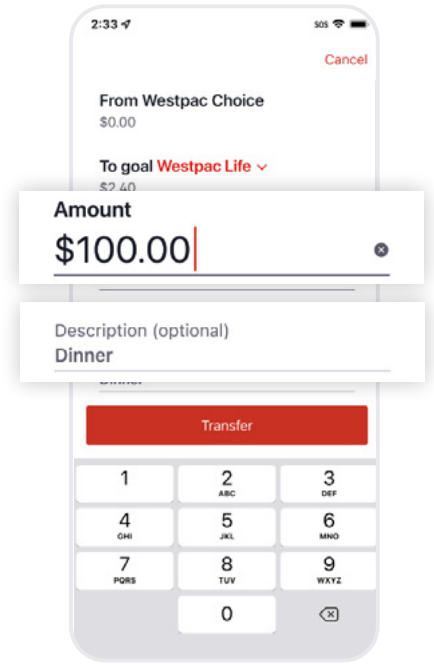 2:33
SOS
Cancel
From Westpac Choice
$0.00
To goal Westpac Life
$2.40
Amount
$100.00
Description (optional)
Dinner
Dinner
Transfer
1 2 3
ABC DEF
4 5 6
GHI JKL MNO
7 8 9
PQRS TUV WXYZ
0